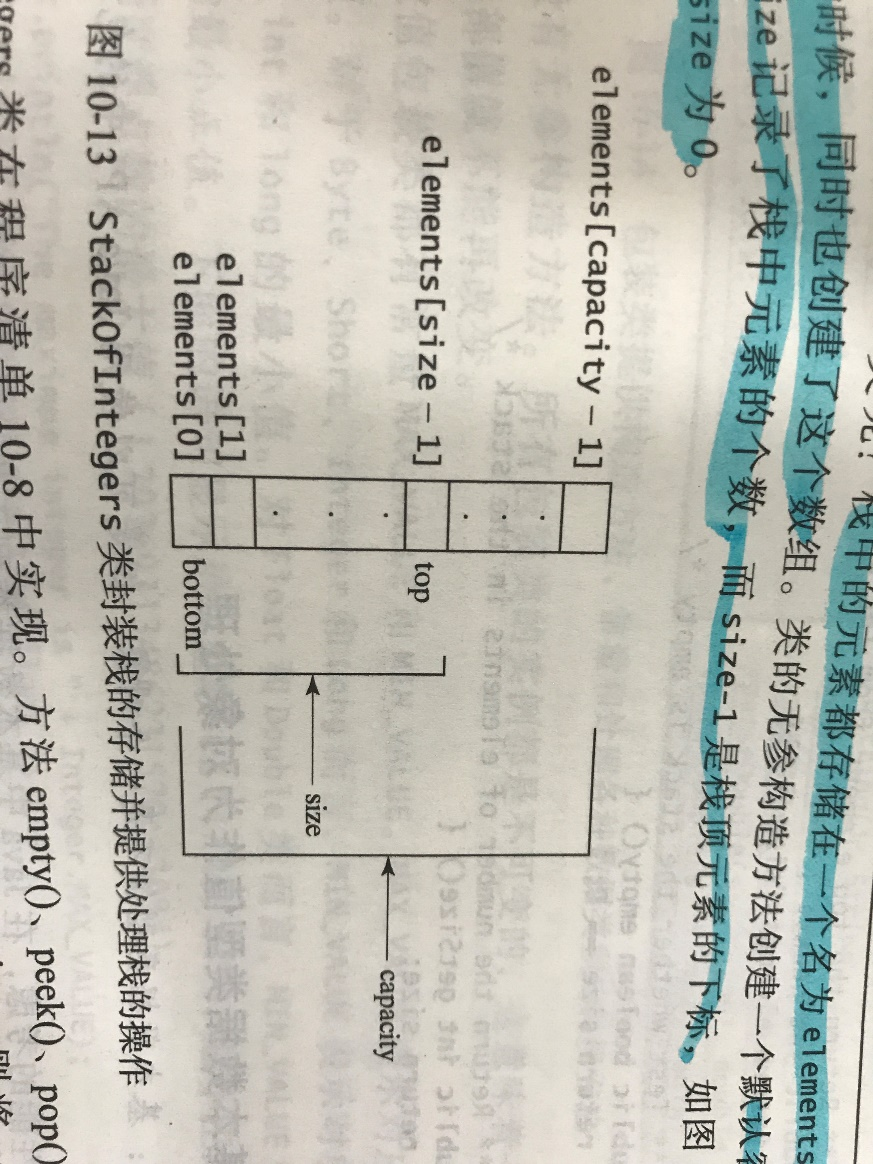 栈中的元素都存储在一个名为 elements
时候，同时也创建了这个数组。类的无参构造方法创建一个默认
ize 记录了栈中元素的个数，而 size-1 是栈顶元素的下标，如图
size 为 0。
elements[capacity – 1]
elements[size – 1]
top
elements[1]
elements[0]
bottom
size
capacity
图 10-13 StackOfIntegers 类封装栈的存储并提供处理栈的操作
gers 类在程序清单 10-8 中实现。方法 empty()、peek()、pop()